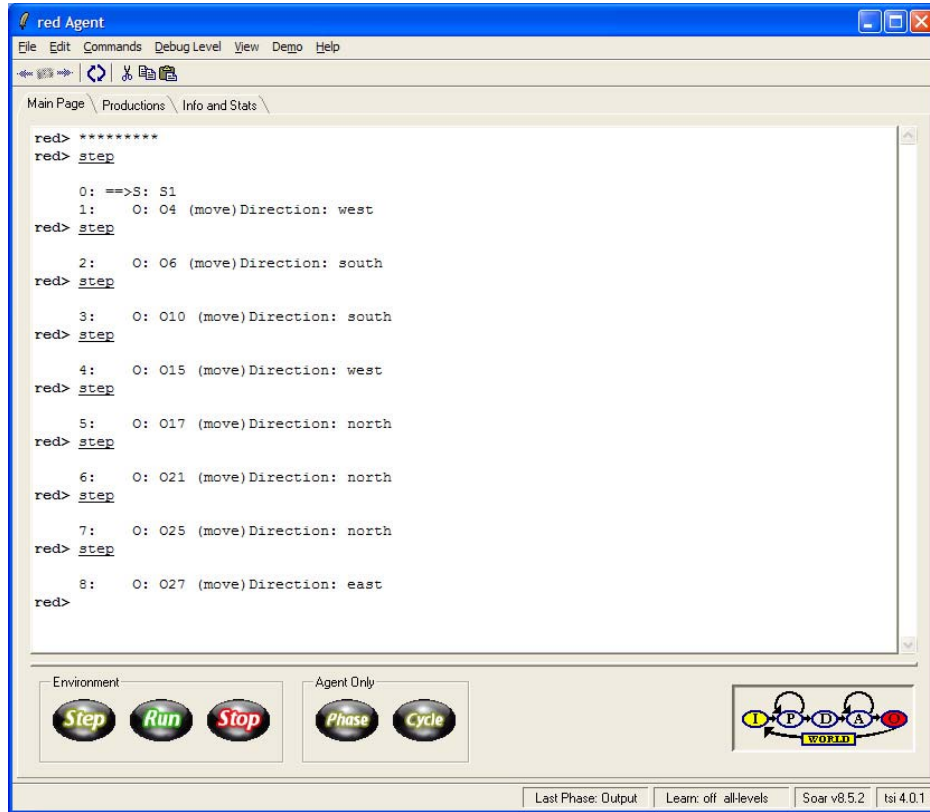 red Agent
File Edit Commands Debug Level View Demo Help
Main Page Productions Info and Stats
red> *********
red> step
0: ==>S: S1
1: O: O4 (move)Direction: west
red> step
2: O: O6 (move)Direction: south
red> step
3: O: O10 (move)Direction: south
red> step
4: O: O15 (move)Direction: west
red> step
5: O: O17 (move)Direction: north
red> step
6: O: O21 (move)Direction: north
red> step
7: O: O25 (move)Direction: north
red> step
8: O: O27 (move)Direction: east
red>
Environment Agent Only
Step Run Stop Phase Cycle
I P D A O
WORLD
Last Phase: Output Learn: off all-levels Soar v8.5.2 tsi 4.0.1